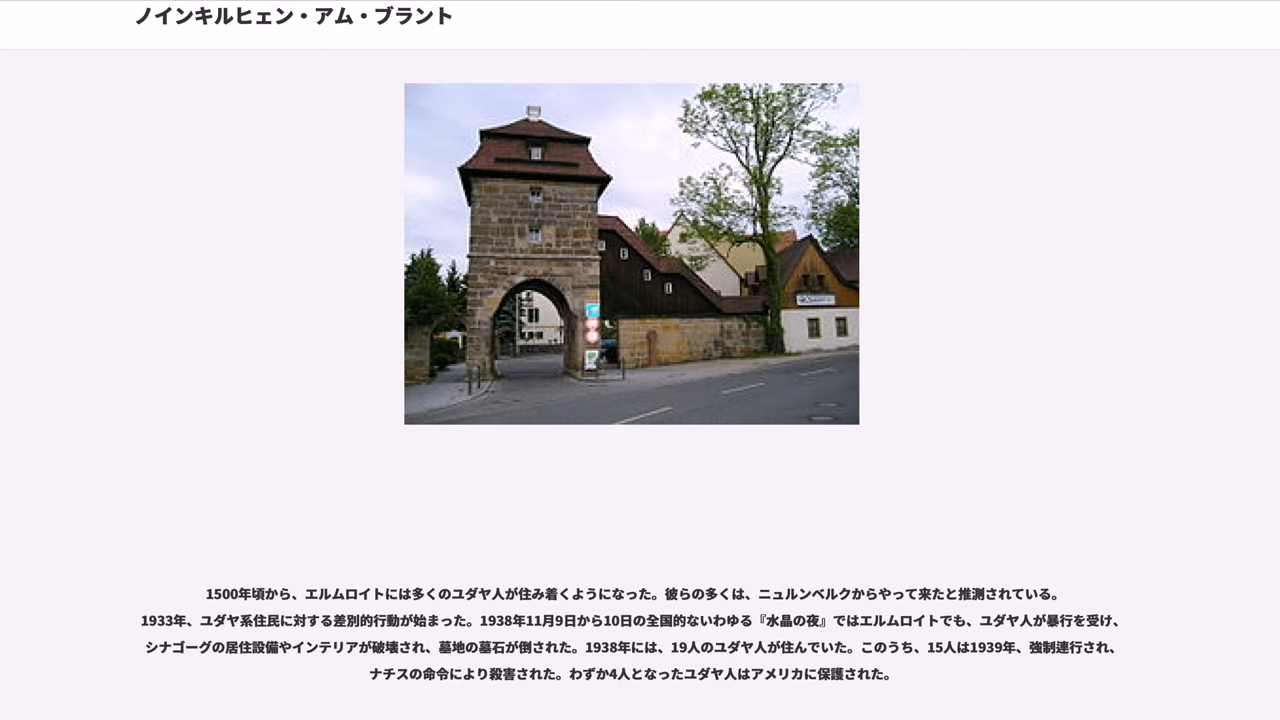 ノインキルヒェン・アム・ブラント
1500年頃から、エルムロイトには多くのユダヤ人が住み着くようになった。彼らの多くは、ニュルンベルクからやって来たと推測されている。
1933年、ユダヤ系住民に対する差別的行動が始まった。1938年11月9日から10日の全国的ないわゆる『水晶の夜』ではエルムロイトでも、ユダヤ人が暴行を受け、
シナゴーグの居住設備やインテリアが破壊され、墓地の墓石が倒された。1938年には、19人のユダヤ人が住んでいた。このうち、15人は1939年、強制連行され、
ナチスの命令により殺害された。わずか4人となったユダヤ人はアメリカに保護された。